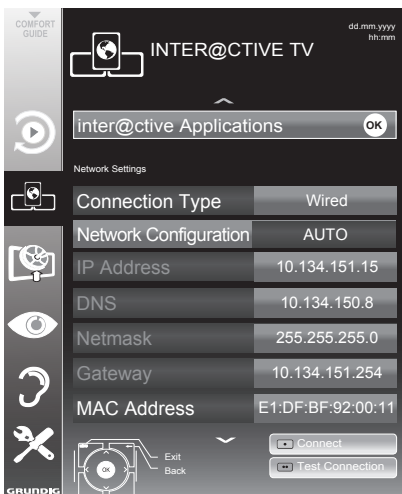 COMFORT
GUIDE
INTER@CTIVE TV
dd.mm.yyyy
hh:mm
inter@ctive Applications OK
Network Settings
Connection Type Wired
Network Configuration AUTO
IP Address 10.134.151.15
DNS 10.134.150.8
Netmask 255.255.255.0
Gateway 10.134.151.254
MAC Address E1:DF:BF:92:00:11
OK
Exit
Back
Connect
Test Connection
GRUNDIG